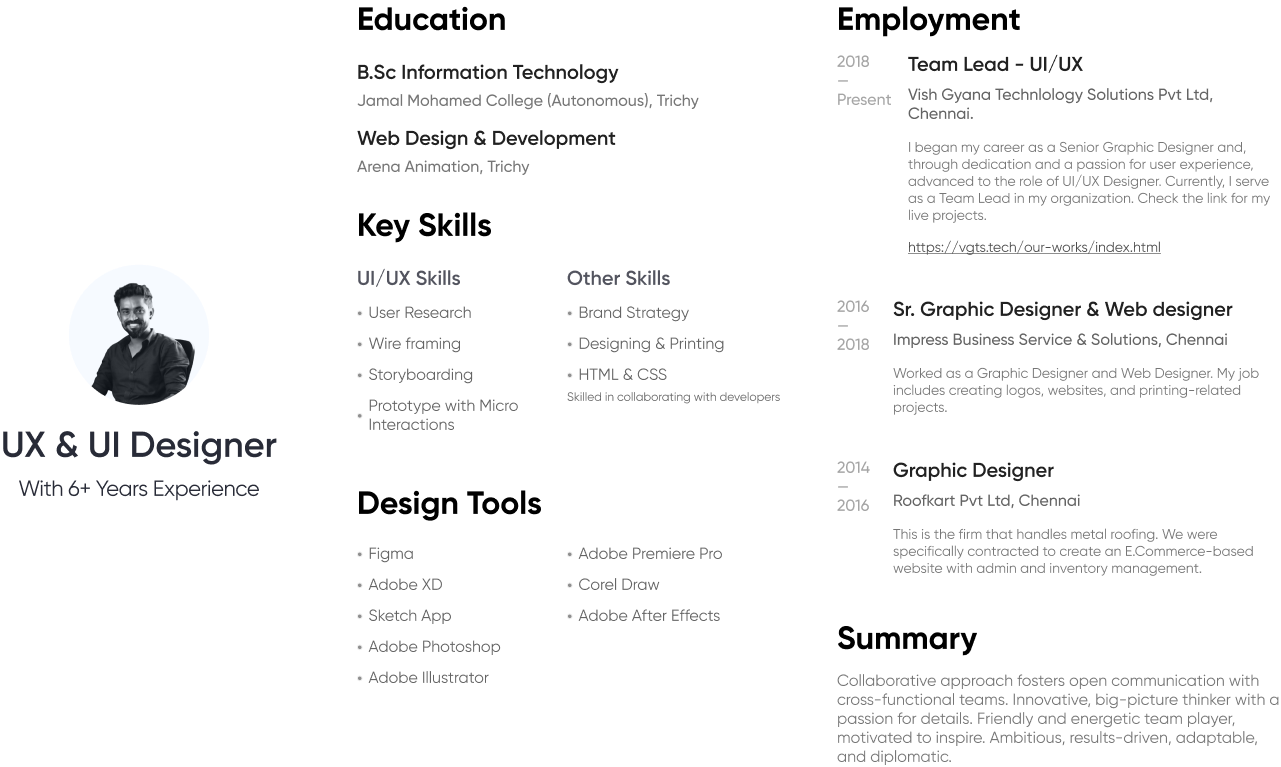 UX & UI Designer
With 6+ Years Experience
Education
B.Sc Information Technology
Jamal Mohamed College (Autonomous), Trichy
Web Design & Development
Arena Animation, Trichy
Key Skills
UI/UX Skills
• User Research
• Wire framing
• Storyboarding
• Prototype with Micro
Interactions
Other Skills
• Brand Strategy
• Designing & Printing
• HTML & CSS
Skilled in collaborating with developers
Design Tools
• Figma
• Adobe XD
• Sketch App
• Adobe Photoshop
• Adobe Illustrator
• Adobe Premiere Pro
• Corel Draw
• Adobe After Effects
Employment
2018
—
Present
Team Lead - UI/UX
Vish Gyana Technlology Solutions Pvt Ltd,
Chennai.
I began my career as a Senior Graphic Designer and,
through dedication and a passion for user experience,
advanced to the role of UI/UX Designer. Currently, I serve
as a Team Lead in my organization. Check the link for my
live projects.
https://vgts.tech/our-works/index.html
2016
—
2018
Sr. Graphic Designer & Web designer
Impress Business Service & Solutions, Chennai
Worked as a Graphic Designer and Web Designer. My job
includes creating logos, websites, and printing-related
projects.
2014
—
2016
Graphic Designer
Roofkart Pvt Ltd, Chennai
This is the firm that handles metal roofing. We were
specifically contracted to create an E.Commerce-based
website with admin and inventory management.
Summary
Collaborative approach fosters open communication with
cross-functional teams. Innovative, big-picture thinker with a
passion for details. Friendly and energetic team player,
motivated to inspire. Ambitious, results-driven, adaptable,
and diplomatic.